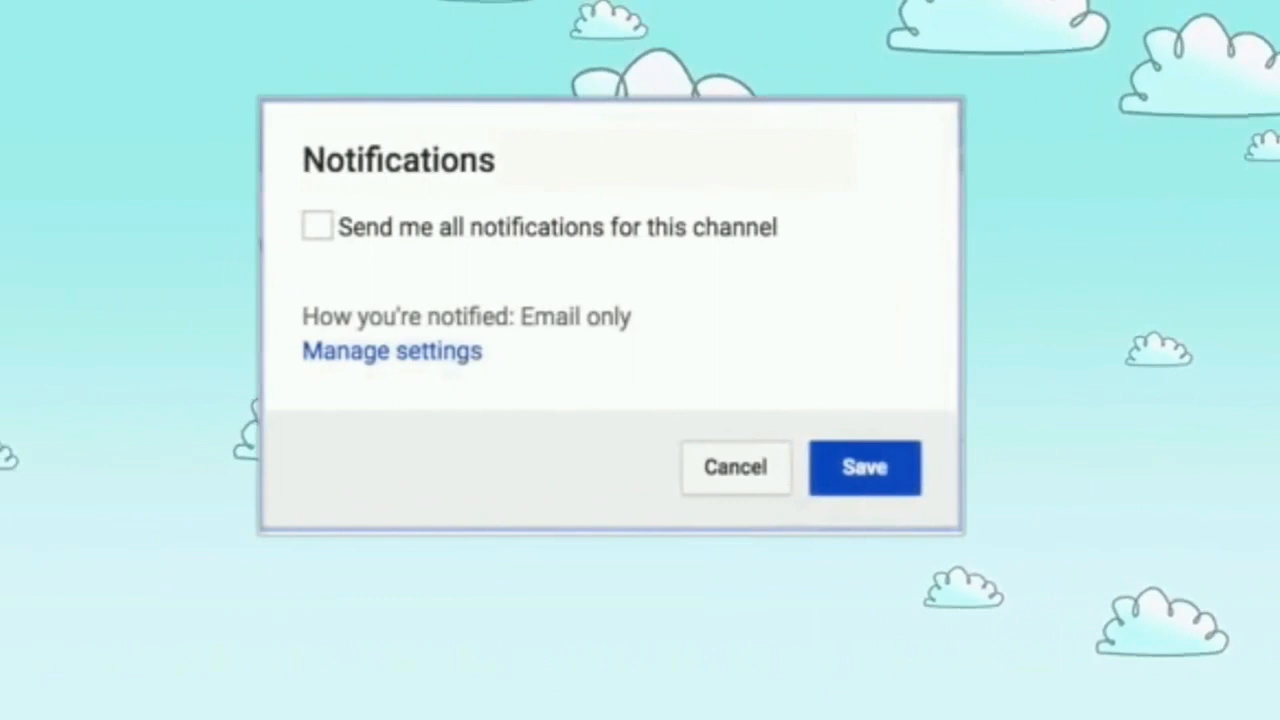 Notifications
Send me all notifications for this channel
How you're notified: Email only
Manage settings
Cancel
Save